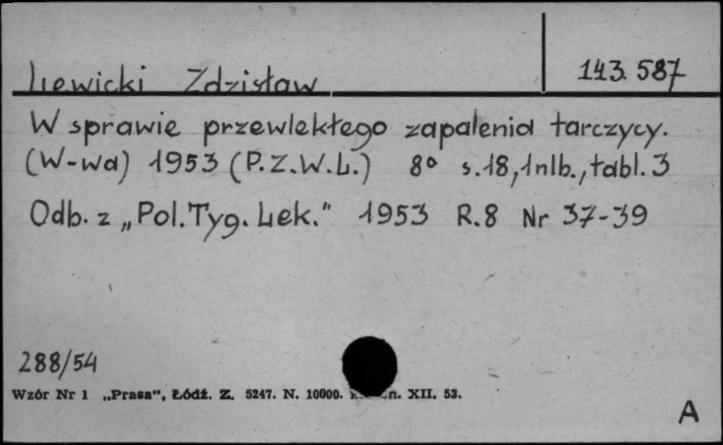 143.587
Lewicki Zdzisław
W sprawie przewlekłego zapalenia tarczycy.
(W-wa) 1953 (P.Z.W.L.) 8° s.18,1nlb.,tabl.3
Odb. z „Pol.Tyg.Lek." 1953 R.8 Nr 37-39
288/54
Wzór Nr 1 „Prasa“, Łódź. Z. 5247. N. 10000. XII. 53.
A